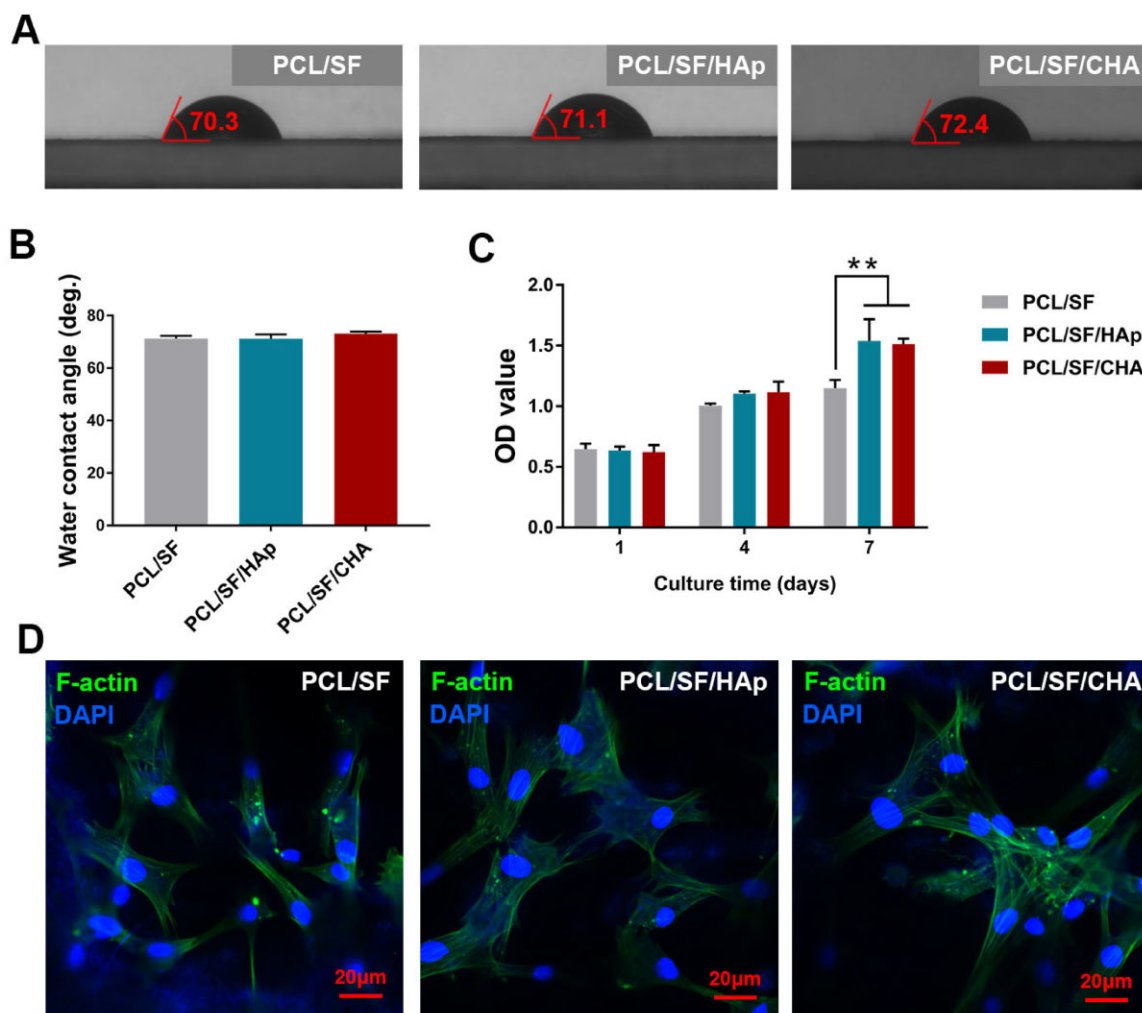 A
PCL/SF
PCL/SF/HAp
PCL/SF/CHA
70.3
71.1
72.4
B
Water contact angle (deg.)
80
60
40
20
0
PCL/SF
PCL/SF/HAp
PCL/SF/CHA
C
OD value
2.0
1.5
1.0
0.5
0.0
**
1
4
7
Culture time (days)
PCL/SF
PCL/SF/HAp
PCL/SF/CHA
D
F-actin
DAPI
PCL/SF
20μm
F-actin
DAPI
PCL/SF/HAp
20μm
F-actin
DAPI
PCL/SF/CHA
20μm